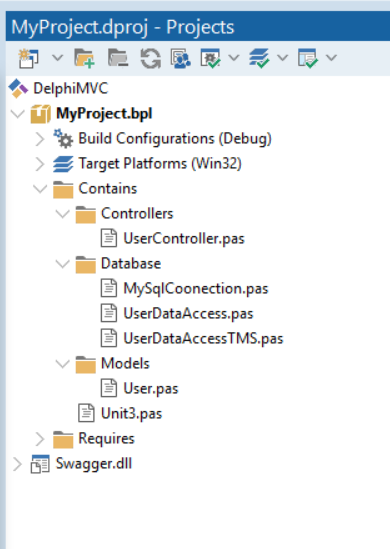 MyProject.dproj - Projects
DelphiMVC
MyProject.bpl
Build Configurations (Debug)
Target Platforms (Win32)
Contains
Controllers
UserController.pas
Database
MySqlCoonection.pas
UserDataAccess.pas
UserDataAccessTMS.pas
Models
User.pas
Unit3.pas
Requires
Swagger.dll